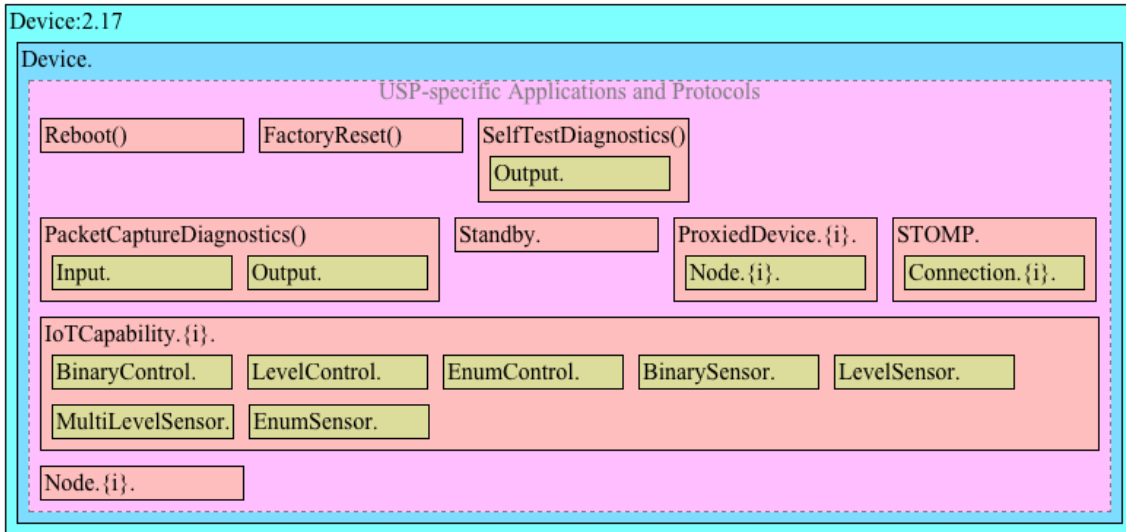 Device:2.17
Device.
USP-specific Applications and Protocols
Reboot()
FactoryReset()
SelfTestDiagnostics()
Output.
PacketCaptureDiagnostics()
Input.
Output.
Standby.
ProxiedDevice.{i}.
Node.{i}.
STOMP.
Connection.{i}.
IoTCapability.{i}.
BinaryControl.
LevelControl.
EnumControl.
BinarySensor.
LevelSensor.
MultiLevelSensor.
EnumSensor.
Node.{i}.